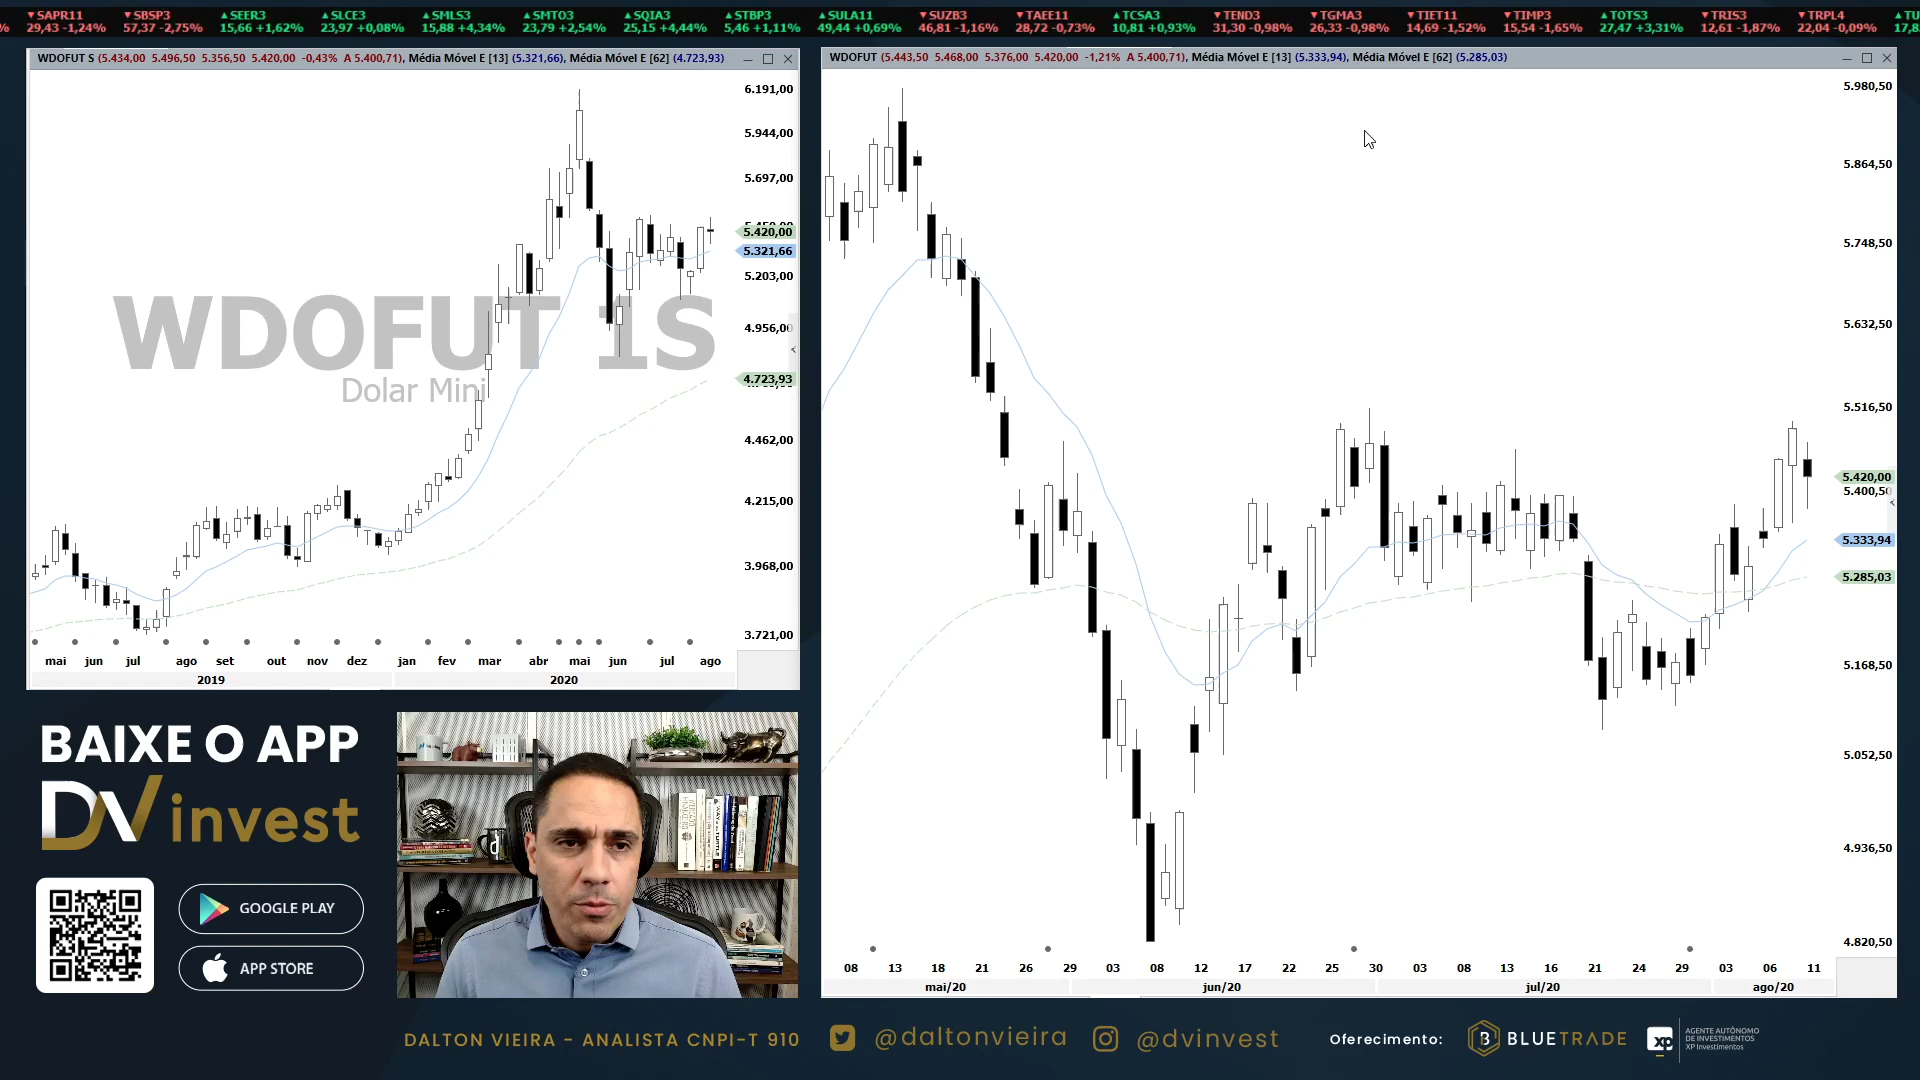 ▼SAPR11 ▼SBSP3 ▲SEER3 ▲SLCE3 ▲SMLS3 ▲SMTO3 ▲SQIA3 ▲STBP3 ▲SULA11 ▼SUZB3 ▼TAEE11 ▲TCSA3 ▼TEND3 ▼TGMA3 ▼TIET11 ▼TIMP3 ▲TOTS3 ▼TRIS3 ▼TRPL4
% 29,43 -1,24% 57,37 -2,75% 15,66 +1,62% 23,97 +0,08% 15,88 +4,34% 23,79 +2,54% 25,15 +4,44% 5,46 +1,11% 49,44 +0,69% 46,81 -1,16% 28,72 -0,73% 10,81 +0,93% 31,30 -0,98% 26,33 -0,98% 14,69 -1,52% 15,54 -1,65% 27,47 +3,31% 12,61 -1,87% 22,04 -0,09%
WDOFUT S (5.434,00 5.496,50 5.356,50 5.420,00 -0,43% A 5.400,71), Média Móvel E [13] (5.321,66), Média Móvel E [62] (4.723,93)
6.191,00
5.944,00
5.697,00
5.420,00
5.321,66
5.203,00
4.956,00
4.723,93
4.462,00
4.215,00
3.968,00
3.721,00
WDOFUT 1S
Dolar Mini
mai jun jul ago set out nov dez jan fev mar abr mai jun jul ago
2019 2020
WDOFUT (5.443,50 5.468,00 5.376,00 5.420,00 -1,21% A 5.400,71), Média Móvel E [13] (5.333,94), Média Móvel E [62] (5.285,03)
5.980,50
5.864,50
5.748,50
5.632,50
5.516,50
5.420,00
5.400,50
5.333,94
5.285,03
5.168,50
5.052,50
4.936,50
4.820,50
08 13 18 21 26 29 03 08 12 17 22 25 30 03 08 13 16 21 24 29 03 06 11
mai/20 jun/20 jul/20 ago/20
BAIXE O APP
DV invest
GOOGLE PLAY
APP STORE
DALTON VIEIRA - ANALISTA CNPI-T 910
@daltonvieira
@dvinvest
Oferecimento:
BLUETRADE
xp
AGENTE AUTÔNOMO
DE INVESTIMENTOS
XP Investimentos